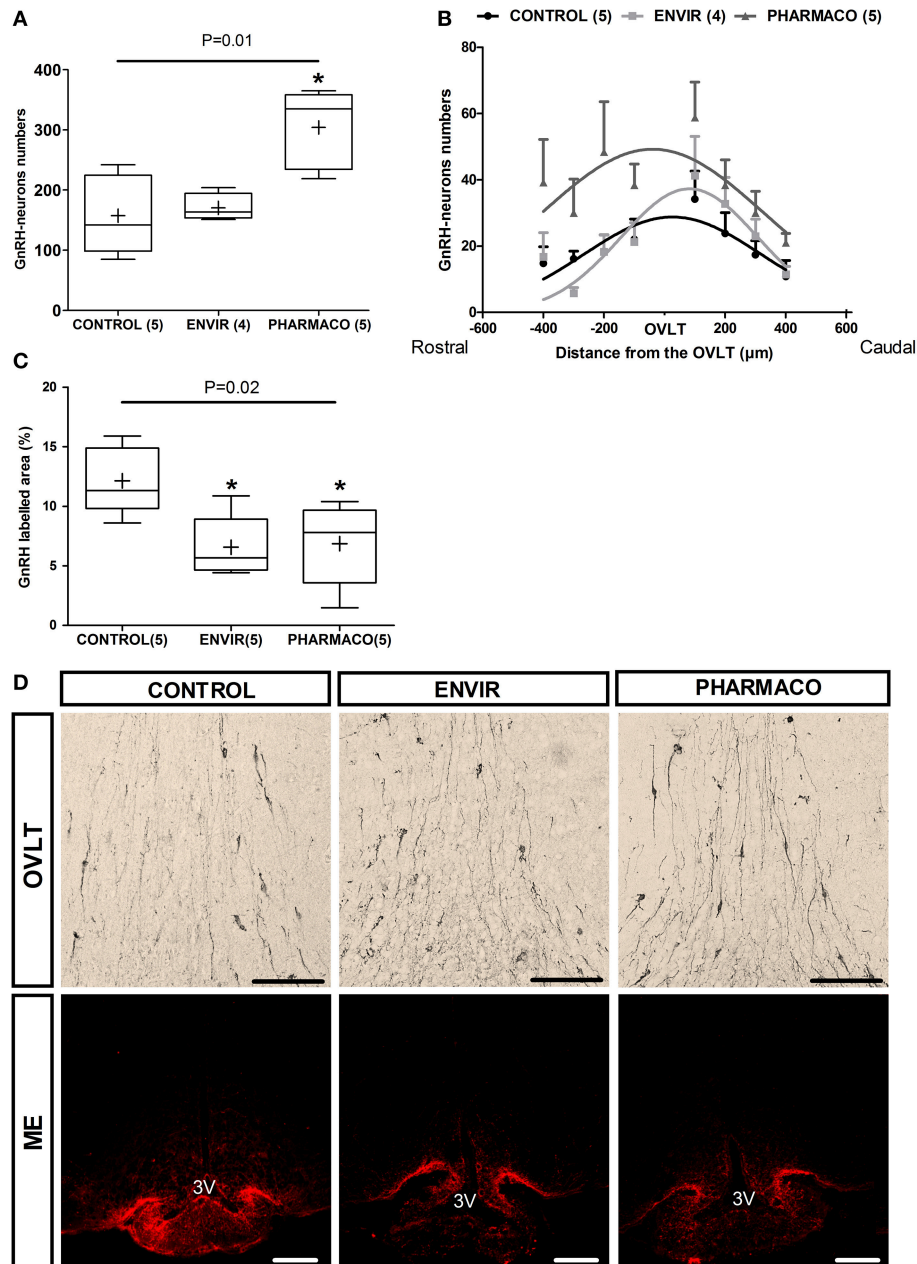 A
P=0.01
*
400
300
200
100
0
GnRH-neurons numbers
CONTROL (5) ENVIR (4) PHARMACO (5)
B
CONTROL (5) ENVIR (4) PHARMACO (5)
80
60
40
20
0
GnRH-neurons numbers
-600 -400 -200 OVLT 200 400 600
Rostral Distance from the OVLT (µm) Caudal
C
P=0.02
* *
20
15
10
5
0
GnRH labelled area (%)
CONTROL(5) ENVIR(5) PHARMACO(5)
D
CONTROL ENVIR PHARMACO
OVLT
ME
3V 3V 3V